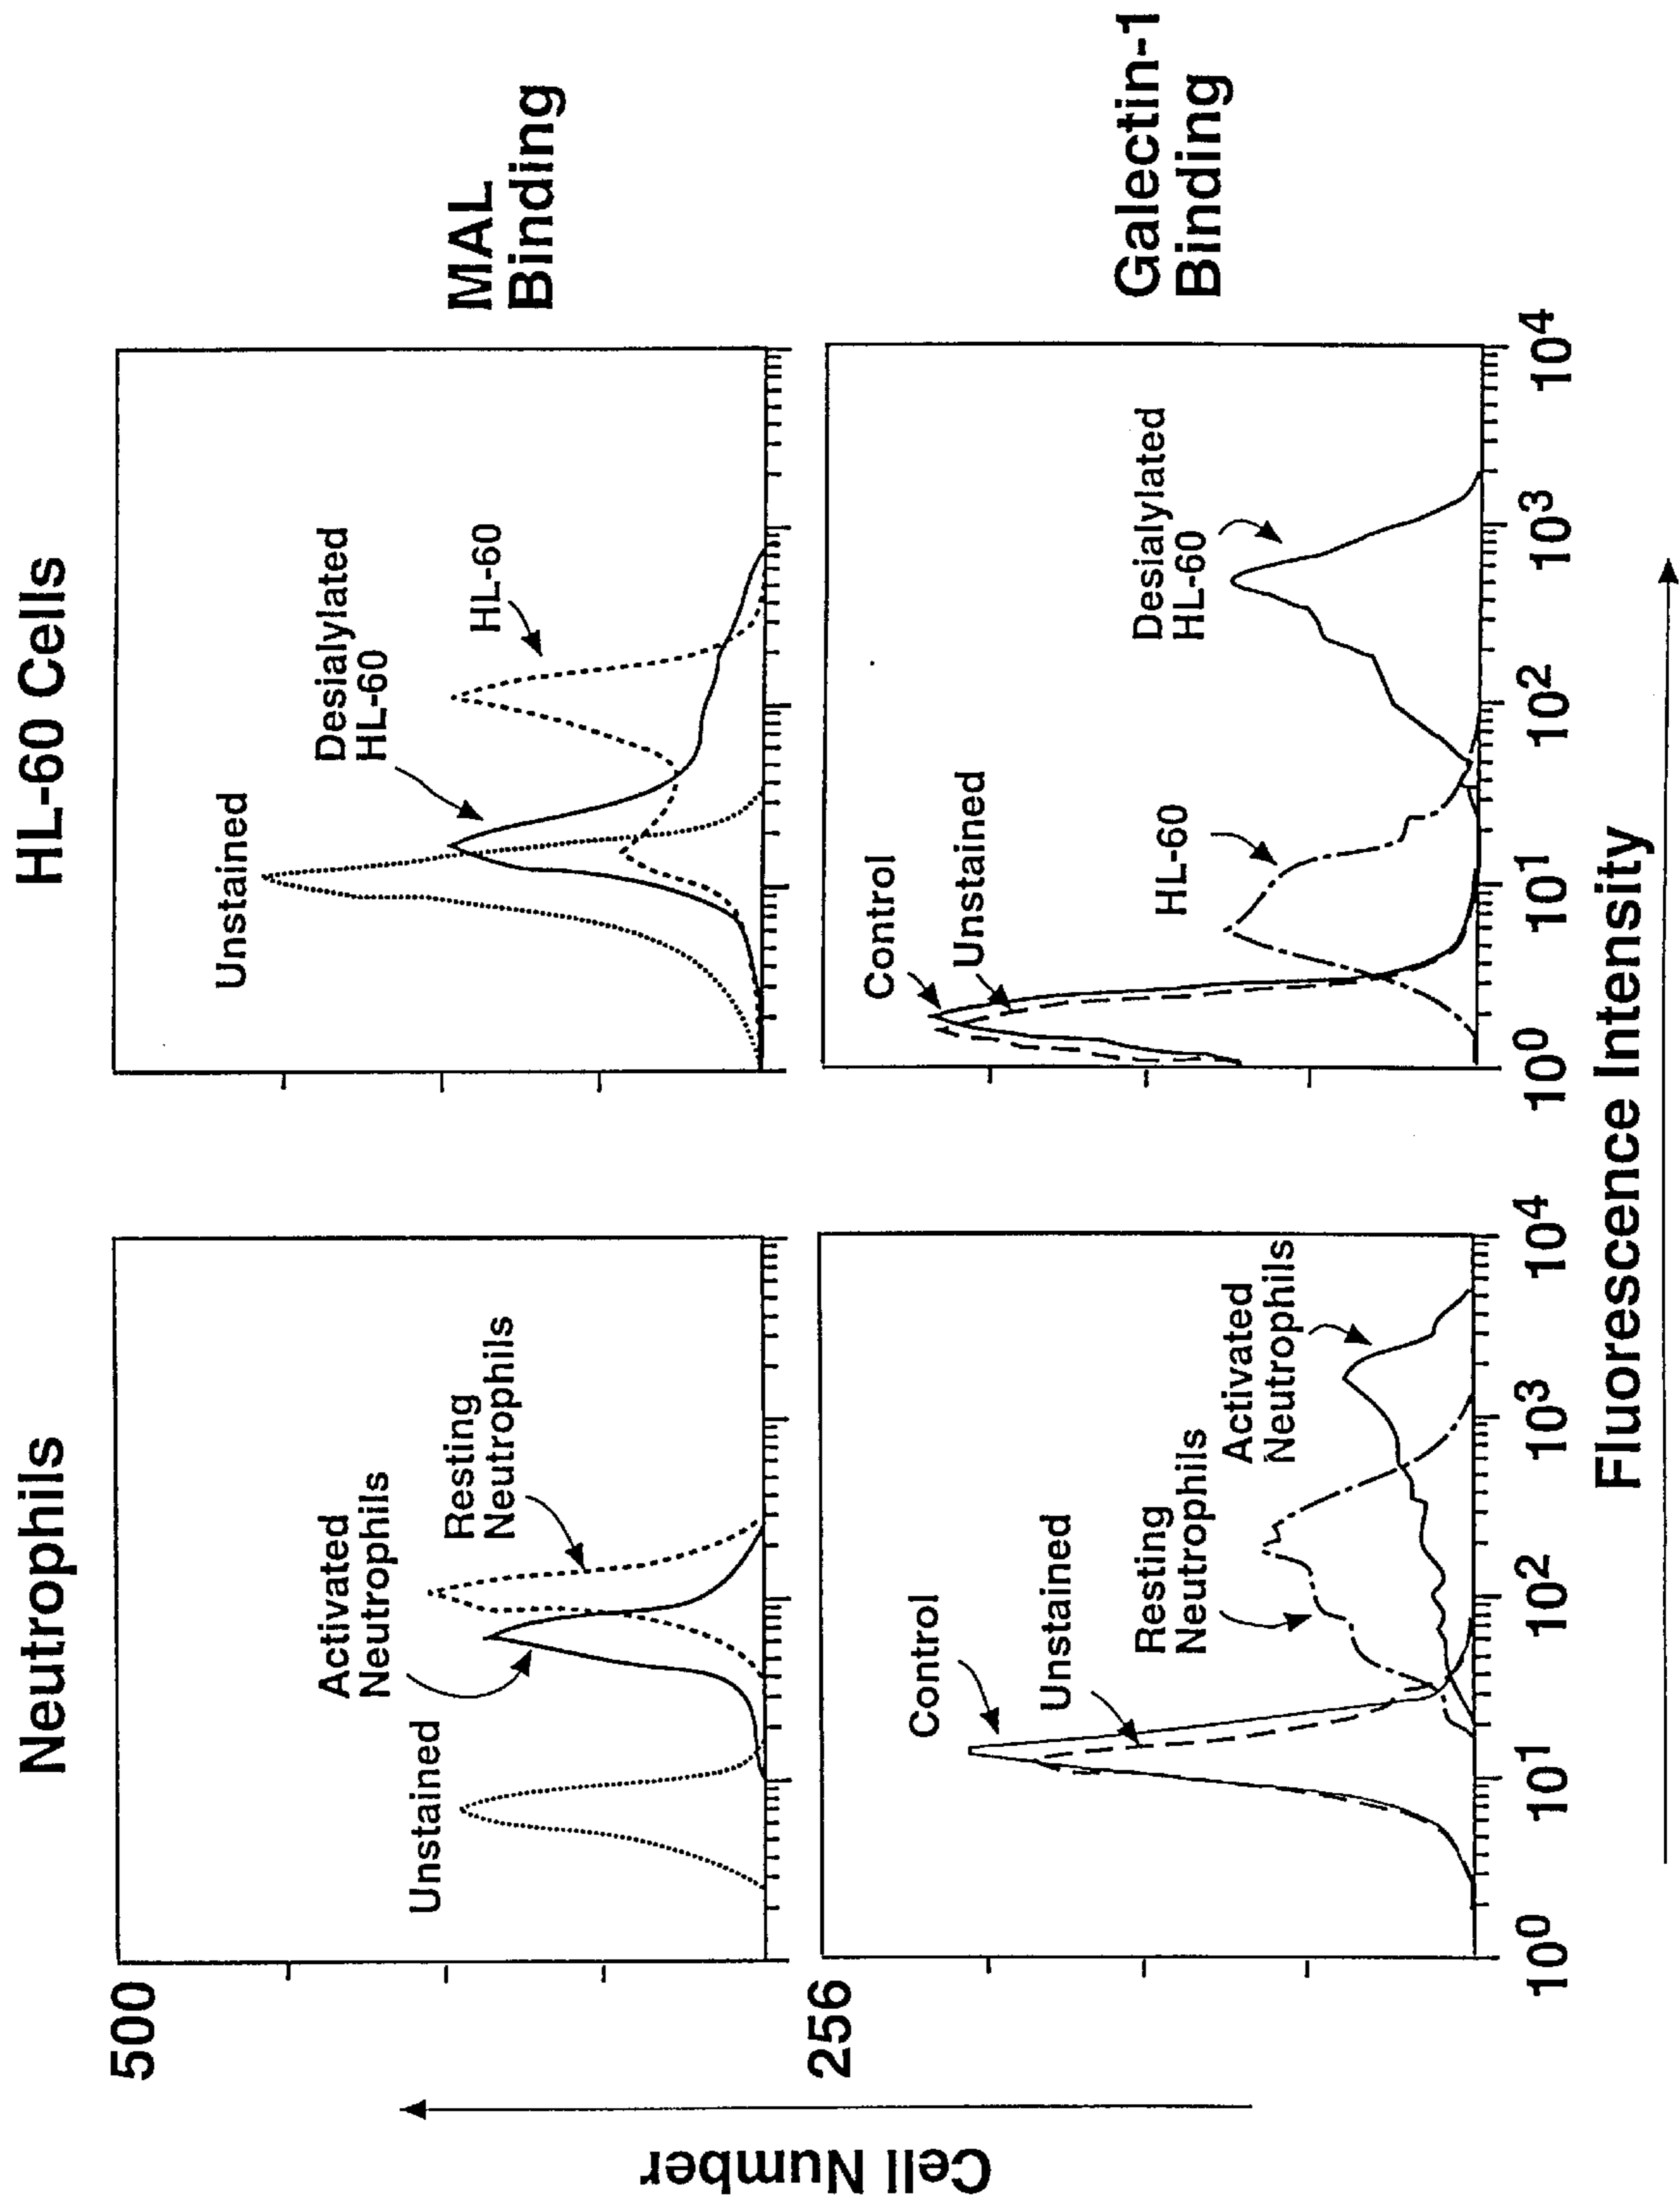 Neutrophils
HL-60 Cells
500
Unstained
Activated
Neutrophils
Resting
Neutrophils
Unstained
Desialylated
HL-60
HL-60
MAL
Binding
256
Control
Unstained
Resting
Neutrophils
Activated
Neutrophils
Control
Unstained
HL-60
Desialylated
HL-60
Galectin-1
Binding
10⁰ 10¹ 10² 10³ 10⁴
10⁰ 10¹ 10² 10³ 10⁴
Cell Number
Fluorescence Intensity